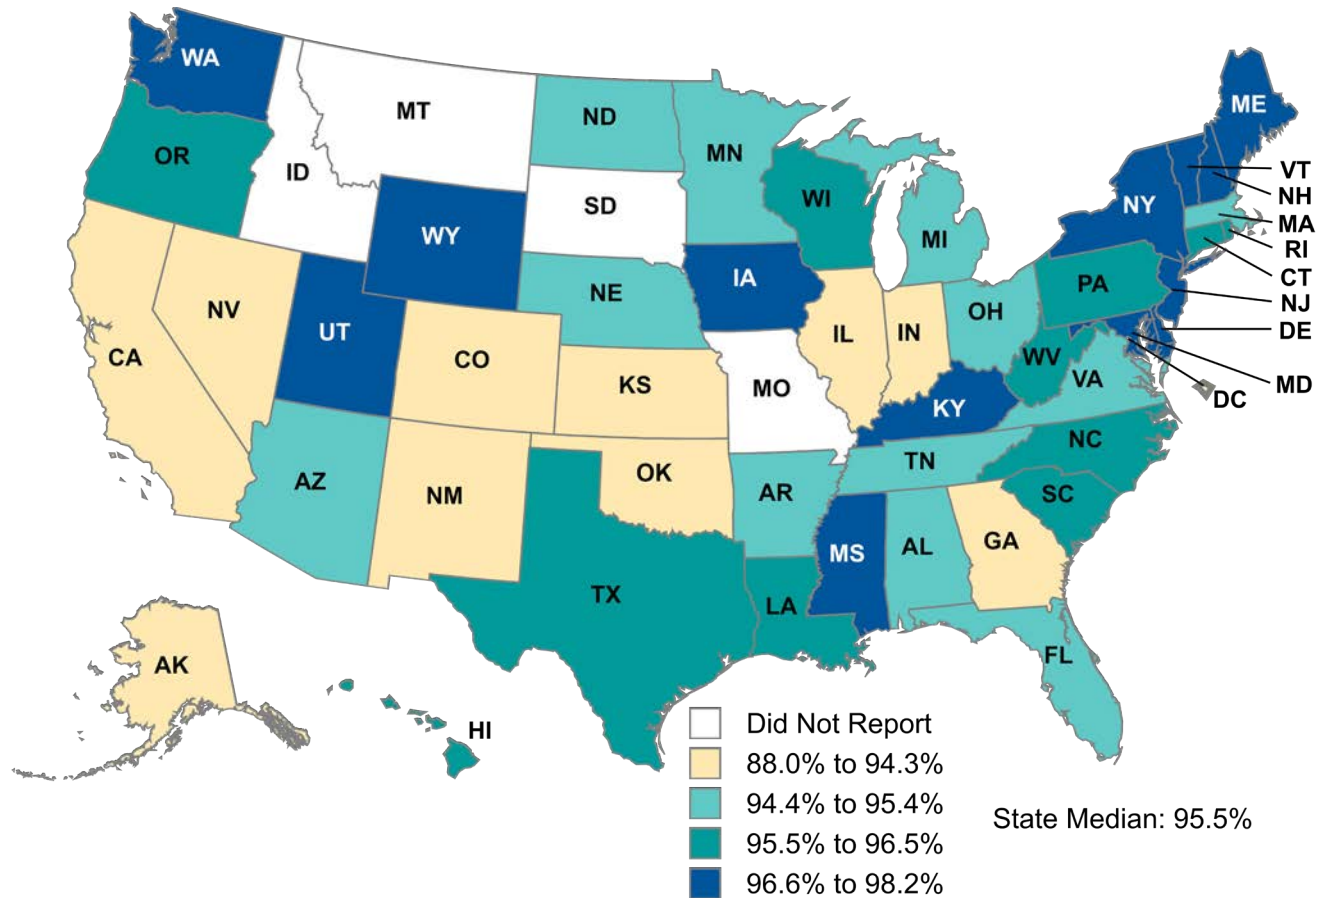 WA
MT
ND
MN
ME
OR
ID
SD
WI
MI
NY
VT
NH
MA
RI
CT
NJ
DE
MD
DC
WY
IA
NE
PA
NV
UT
CO
KS
MO
IL
IN
OH
WV
VA
KY
CA
AZ
NM
OK
AR
TN
NC
SC
MS
AL
GA
TX
LA
FL
AK
HI
Did Not Report
88.0% to 94.3%
94.4% to 95.4%
95.5% to 96.5%
96.6% to 98.2%
State Median: 95.5%